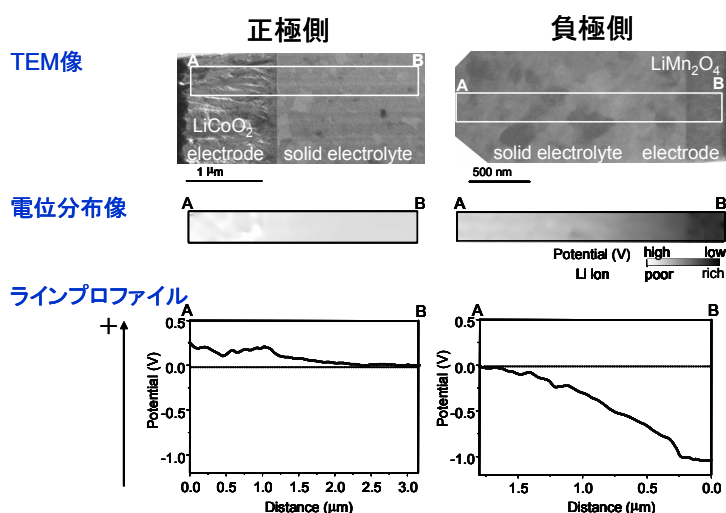 正極側
負極側
TEM像
A
B
LiCoO2
electrode
solid electrolyte
1 μm
LiMn2O4
A
B
solid electrolyte
electrode
500 nm
電位分布像
A
B
A
B
Potential (V)
high
low
Li ion
poor
rich
ラインプロファイル
+
A
B
0.5
0.0
-0.5
-1.0
Potential (V)
0.0 0.5 1.0 1.5 2.0 2.5 3.0
Distance (μm)
A
B
0.5
0.0
-0.5
-1.0
Potential (V)
1.5 1.0 0.5 0.0
Distance (μm)